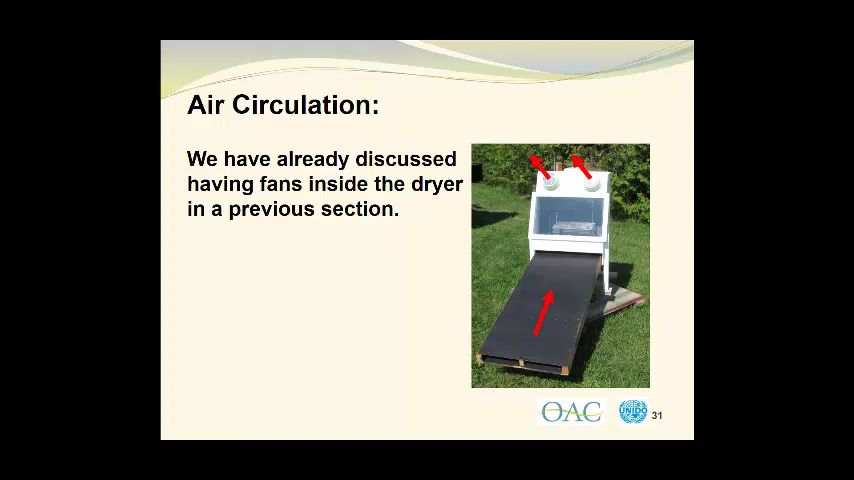 Air Circulation:
We have already discussed
having fans inside the dryer
in a previous section.
OAC
UNIDO
31